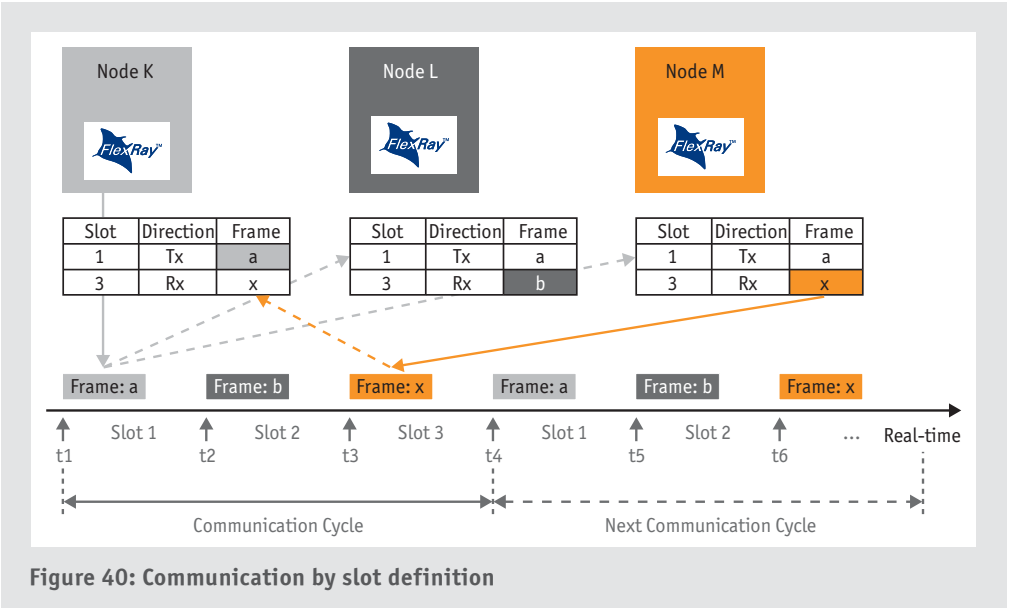 Node K
Node L
Node M
FlexRay™
FlexRay™
FlexRay™
Slot Direction Frame
1 Tx a
3 Rx x
Slot Direction Frame
1 Tx a
3 Rx b
Slot Direction Frame
1 Tx a
3 Rx x
Frame: a
Frame: b
Frame: x
Frame: a
Frame: b
Frame: x
Slot 1
Slot 2
Slot 3
Slot 1
Slot 2
...
Real-time
t1
t2
t3
t4
t5
t6
Communication Cycle
Next Communication Cycle
Figure 40: Communication by slot definition